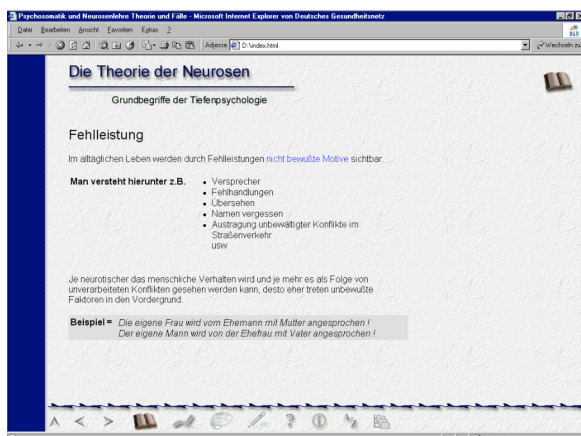 Psychosomatik und Neurosenlehre Theorie und Fälle - Microsoft Internet Explorer von Deutsches Gesundheitsnetz
Datei Bearbeiten Ansicht Favoriten Extras ?
Adresse D:\index.html Wechseln zu
Die Theorie der Neurosen
Grundbegriffe der Tiefenpsychologie
Fehlleistung
Im alltäglichen Leben werden durch Fehlleistungen nicht bewußte Motive sichtbar
Man versteht hierunter z.B.
• Versprecher
• Fehlhandlungen
• Übersehen
• Namen vergessen
• Austragung unbewältigter Konflikte im
Straßenverkehr
usw
Je neurotischer das menschliche Verhalten wird und je mehr es als Folge von
unverarbeiteten Konflikten gesehen werden kann, desto eher treten unbewußte
Faktoren in den Vordergrund.
Beispiel = Die eigene Frau wird vom Ehemann mit Mutter angesprochen !
Der eigene Mann wird von der Ehefrau mit Vater angesprochen !